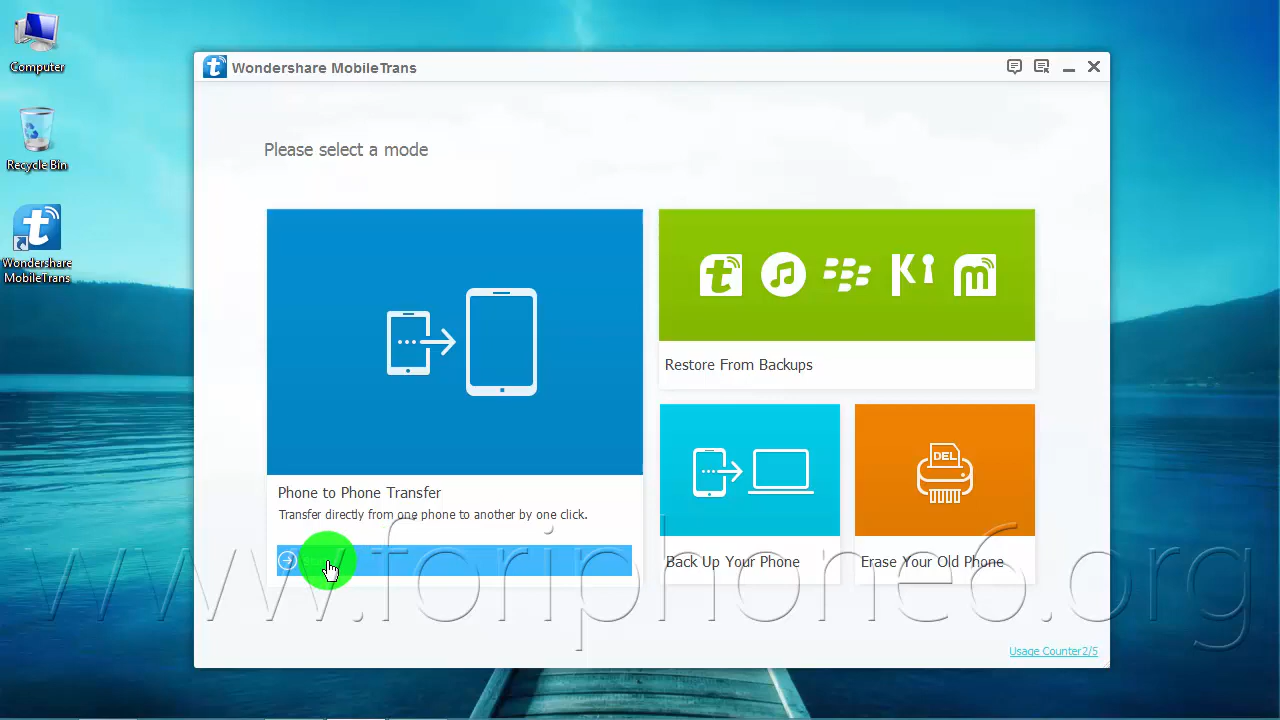 Computer
Recycle Bin
Wondershare
MobileTrans
Wondershare MobileTrans
Please select a mode
Phone to Phone Transfer
Transfer directly from one phone to another by one click.
Restore From Backups
DEL
Back Up Your Phone
Erase Your Old Phone
www.foriphone6.org
Usage Counter2/5